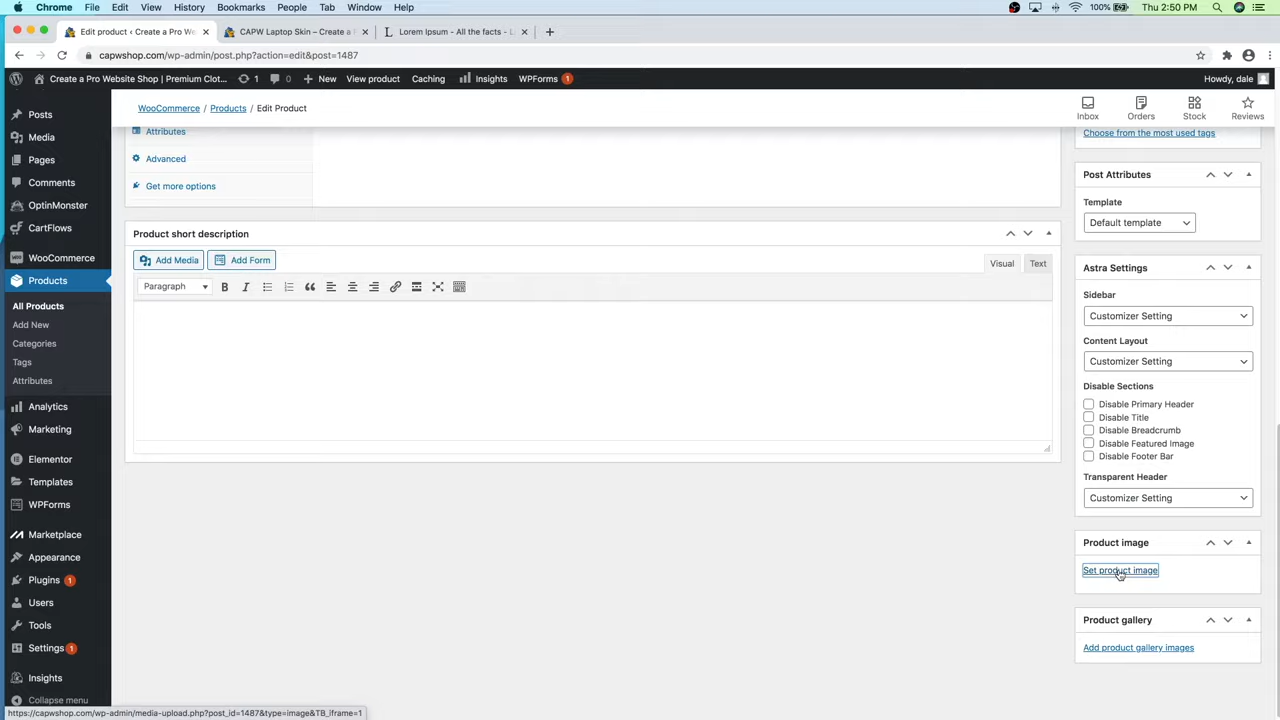 Chrome File Edit View History Bookmarks People Tab Window Help 100% Thu 2:50 PM
Edit product ‹ Create a Pro We × CAPW Laptop Skin – Create a P × Lorem Ipsum - All the facts - L × +
capwshop.com/wp-admin/post.php?action=edit&post=1487
Create a Pro Website Shop | Premium Clot... 1 0 + New View product Caching Insights WPForms 1 Howdy, dale
WooCommerce / Products / Edit Product
Inbox Orders Stock Reviews
Posts
Media
Pages
Comments
OptinMonster
CartFlows
WooCommerce
Products
All Products
Add New
Categories
Tags
Attributes
Analytics
Marketing
Elementor
Templates
WPForms
Marketplace
Appearance
Plugins 1
Users
Tools
Settings 1
Insights
Collapse menu
Attributes
Advanced
Get more options
Product short description
Add Media Add Form
Visual Text
Paragraph B I
Choose from the most used tags
Post Attributes
Template
Default template
Astra Settings
Sidebar
Customizer Setting
Content Layout
Customizer Setting
Disable Sections
Disable Primary Header
Disable Title
Disable Breadcrumb
Disable Featured Image
Disable Footer Bar
Transparent Header
Customizer Setting
Product image
Set product image
Product gallery
Add product gallery images
https://capwshop.com/wp-admin/media-upload.php?post_id=1487&type=image&TB_iframe=1